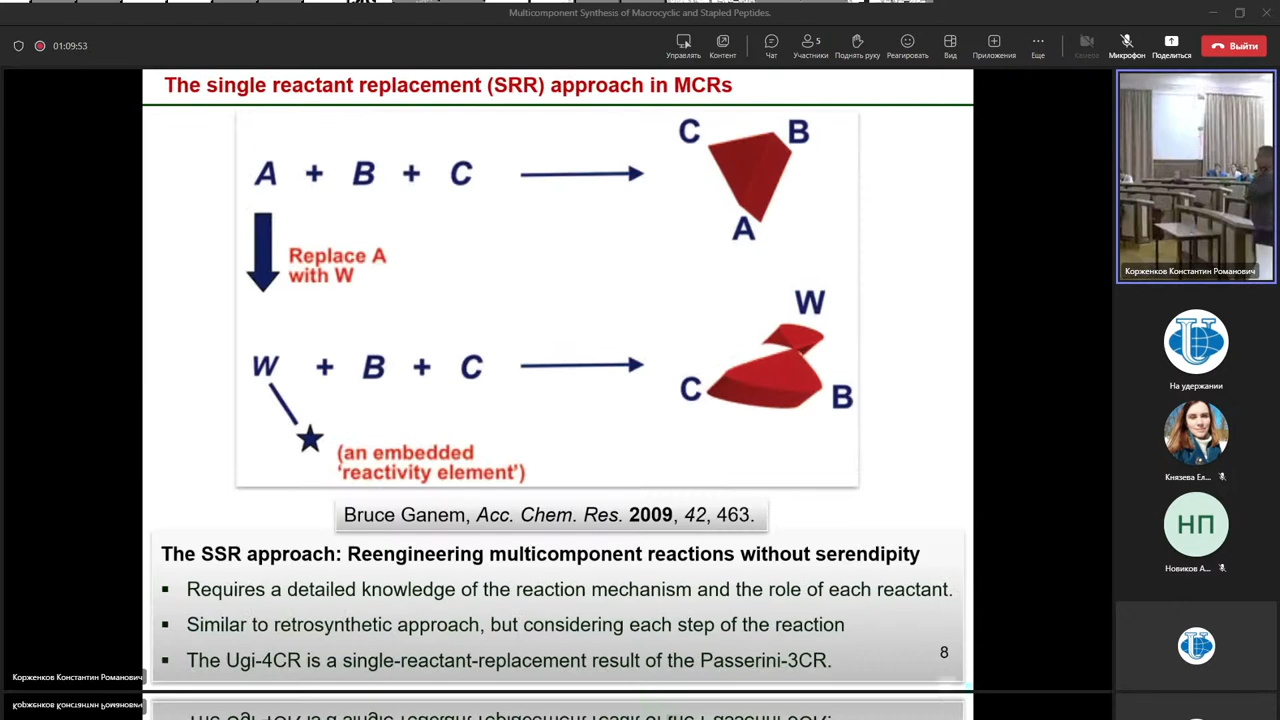 Multicomponent Synthesis of Macrocyclic and Stapled Peptides.
01:09:53
Управлять
Контент
Чат
5
Участники
Поднять руку
Реагировать
Вид
Приложения
Еще
Камера
Микрофон
Поделиться
Выйти
The single reactant replacement (SRR) approach in MCRs
A + B + C
C B
A
Replace A
with W
W
W + B + C
C B
(an embedded
‘reactivity element’)
Bruce Ganem, Acc. Chem. Res. 2009, 42, 463.
The SSR approach: Reengineering multicomponent reactions without serendipity
▪ Requires a detailed knowledge of the reaction mechanism and the role of each reactant.
▪ Similar to retrosynthetic approach, but considering each step of the reaction
▪ The Ugi-4CR is a single-reactant-replacement result of the Passerini-3CR.
8
Корженков Константин Романович
Корженков Константин Романович
На удержании
Князева Ел...
НП
Новиков А...